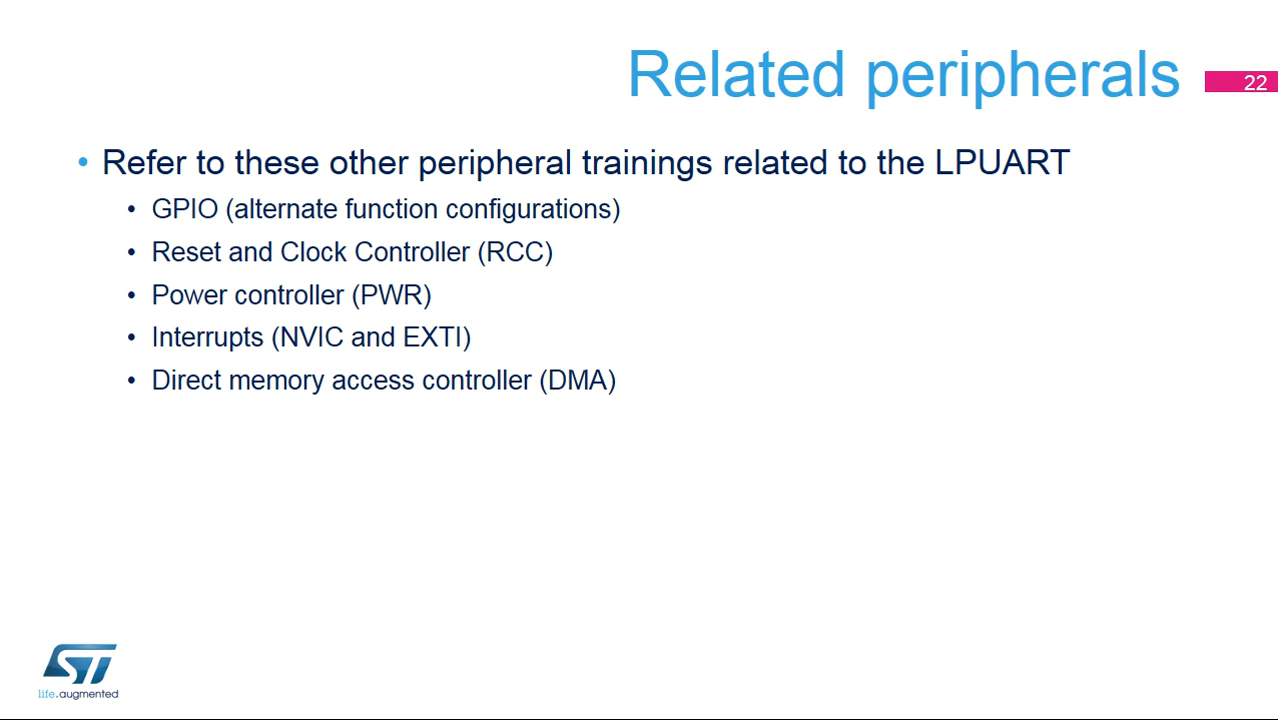 Related peripherals
22
• Refer to these other peripheral trainings related to the LPUART
• GPIO (alternate function configurations)
• Reset and Clock Controller (RCC)
• Power controller (PWR)
• Interrupts (NVIC and EXTI)
• Direct memory access controller (DMA)
ST
life.augmented